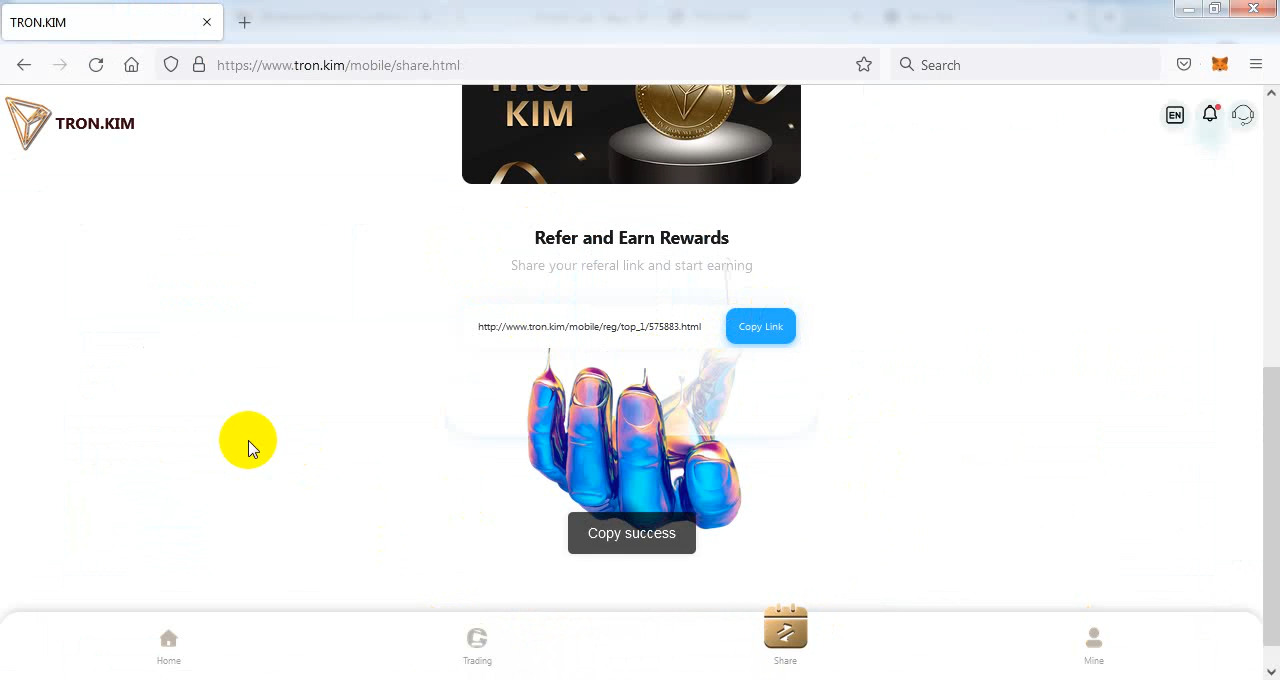 TRON.KIM
https://www.tron.kim/mobile/share.html
Search
TRON.KIM
EN
TRON
KIM
Refer and Earn Rewards
Share your referal link and start earning
http://www.tron.kim/mobile/reg/top_1/575883.html
Copy Link
Copy success
Home
Trading
Share
Mine